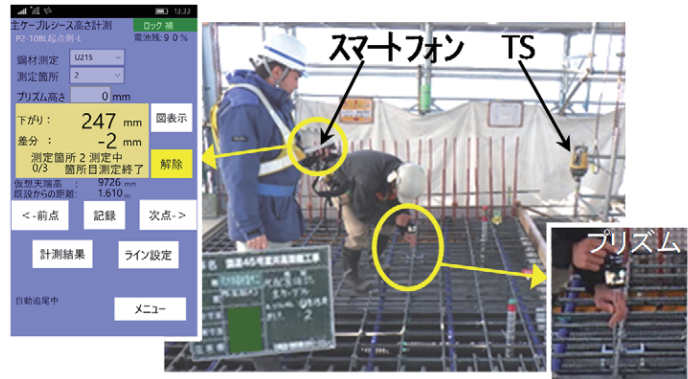 13:33
主ケーブルシース高さ計測
ロック 補
P2-10BL起点側-L
電池残:90%
鋼材測定 U215
測定箇所 2
プリズム高さ 0 mm
下がり: 247 mm
差分: -2 mm
測定箇所 2 測定中
0/3 箇所目測定終了
図表示
解除
仮想天端高 : 9726 mm
既設からの距離: 1.610 m
<-前点
記録
次点->
計測結果
ライン設定
自動追尾中
メニュー
スマートフォン
TS
プリズム